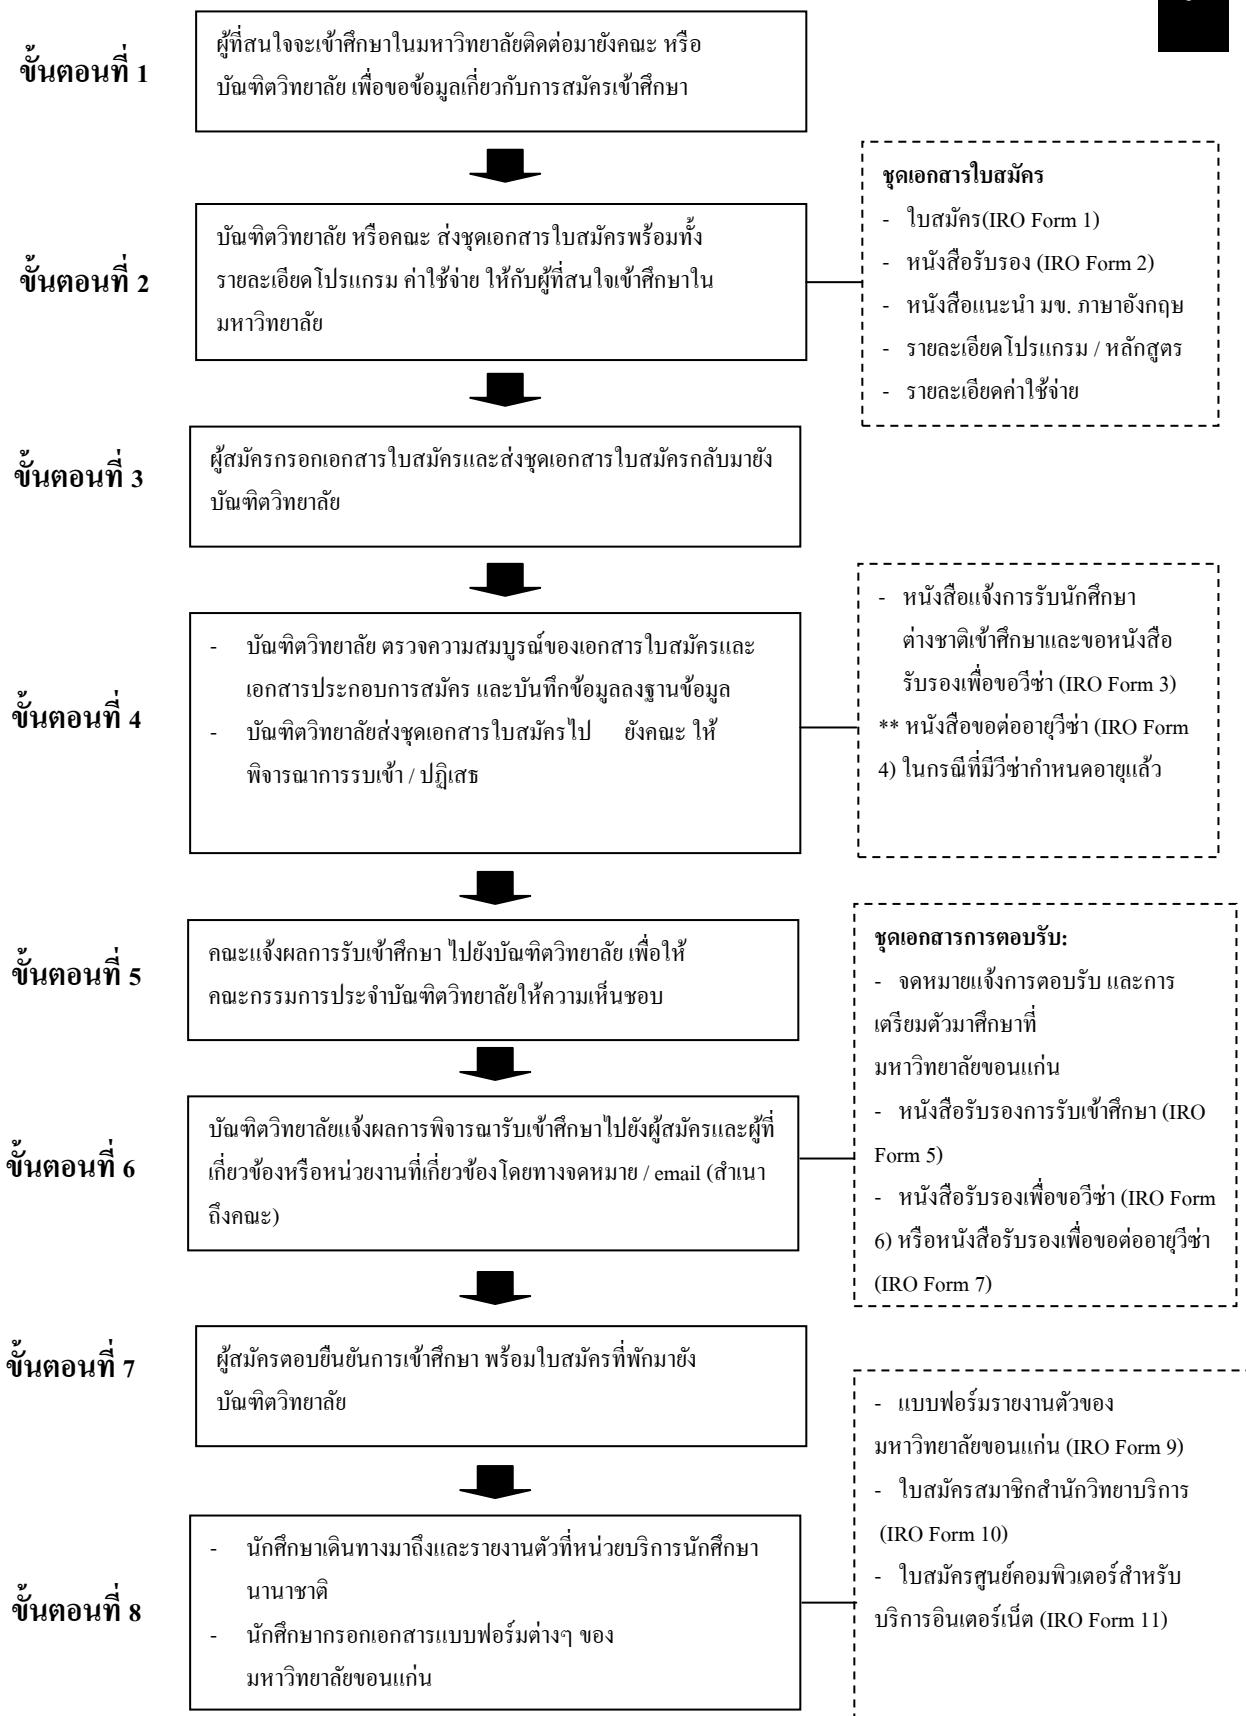 ขั้นตอนที่ 1
ผู้ที่สนใจจะเข้าศึกษาในมหาวิทยาลัยติดต่อมายังคณะ หรือ
บัณฑิตวิทยาลัย เพื่อขอข้อมูลเกี่ยวกับการสมัครเข้าศึกษา
ขั้นตอนที่ 2
บัณฑิตวิทยาลัย หรือคณะ ส่งชุดเอกสารใบสมัครพร้อมทั้ง
รายละเอียดโปรแกรม ค่าใช้จ่าย ให้กับผู้ที่สนใจเข้าศึกษาใน
มหาวิทยาลัย
ชุดเอกสารใบสมัคร
- ใบสมัคร(IRO Form 1)
- หนังสือรับรอง (IRO Form 2)
- หนังสือแนะนำ มข. ภาษาอังกฤษ
- รายละเอียดโปรแกรม / หลักสูตร
- รายละเอียดค่าใช้จ่าย
ขั้นตอนที่ 3
ผู้สมัครกรอกเอกสารใบสมัครและส่งชุดเอกสารใบสมัครกลับมายัง
บัณฑิตวิทยาลัย
ขั้นตอนที่ 4
- บัณฑิตวิทยาลัย ตรวจความสมบูรณ์ของเอกสารใบสมัครและ
เอกสารประกอบการสมัคร และบันทึกข้อมูลลงฐานข้อมูล
- บัณฑิตวิทยาลัยส่งชุดเอกสารใบสมัครไป ยังคณะ ให้
พิจารณาการรบเข้า / ปฏิเสธ
- หนังสือแจ้งการรับนักศึกษา
ต่างชาติเข้าศึกษาและขอหนังสือ
รับรองเพื่อขอวีซ่า (IRO Form 3)
** หนังสือขอต่ออายุวีซ่า (IRO Form
4) ในกรณีที่มีวีซ่ากำหนดอายุแล้ว
ขั้นตอนที่ 5
คณะแจ้งผลการรับเข้าศึกษา ไปยังบัณฑิตวิทยาลัย เพื่อให้
คณะกรรมการประจำบัณฑิตวิทยาลัยให้ความเห็นชอบ
ขั้นตอนที่ 6
บัณฑิตวิทยาลัยแจ้งผลการพิจารณารับเข้าศึกษาไปยังผู้สมัครและผู้ที่
เกี่ยวข้องหรือหน่วยงานที่เกี่ยวข้องโดยทางจดหมาย / email (สำเนา
ถึงคณะ)
ชุดเอกสารการตอบรับ:
- จดหมายแจ้งการตอบรับ และการ
เตรียมตัวมาศึกษาที่
มหาวิทยาลัยขอนแก่น
- หนังสือรับรองการรับเข้าศึกษา (IRO
Form 5)
- หนังสือรับรองเพื่อขอวีซ่า (IRO Form
6) หรือหนังสือรับรองเพื่อขอต่ออายุวีซ่า
(IRO Form 7)
ขั้นตอนที่ 7
ผู้สมัครตอบยืนยันการเข้าศึกษา พร้อมใบสมัครที่พักมายัง
บัณฑิตวิทยาลัย
ขั้นตอนที่ 8
- นักศึกษาเดินทางมาถึงและรายงานตัวที่หน่วยบริการนักศึกษา
นานาชาติ
- นักศึกษากรอกเอกสารแบบฟอร์มต่างๆ ของ
มหาวิทยาลัยขอนแก่น
- แบบฟอร์มรายงานตัวของ
มหาวิทยาลัยขอนแก่น (IRO Form 9)
- ใบสมัครสมาชิกสำนักวิทยาบริการ
(IRO Form 10)
- ใบสมัครศูนย์คอมพิวเตอร์สำหรับ
บริการอินเตอร์เน็ต (IRO Form 11)